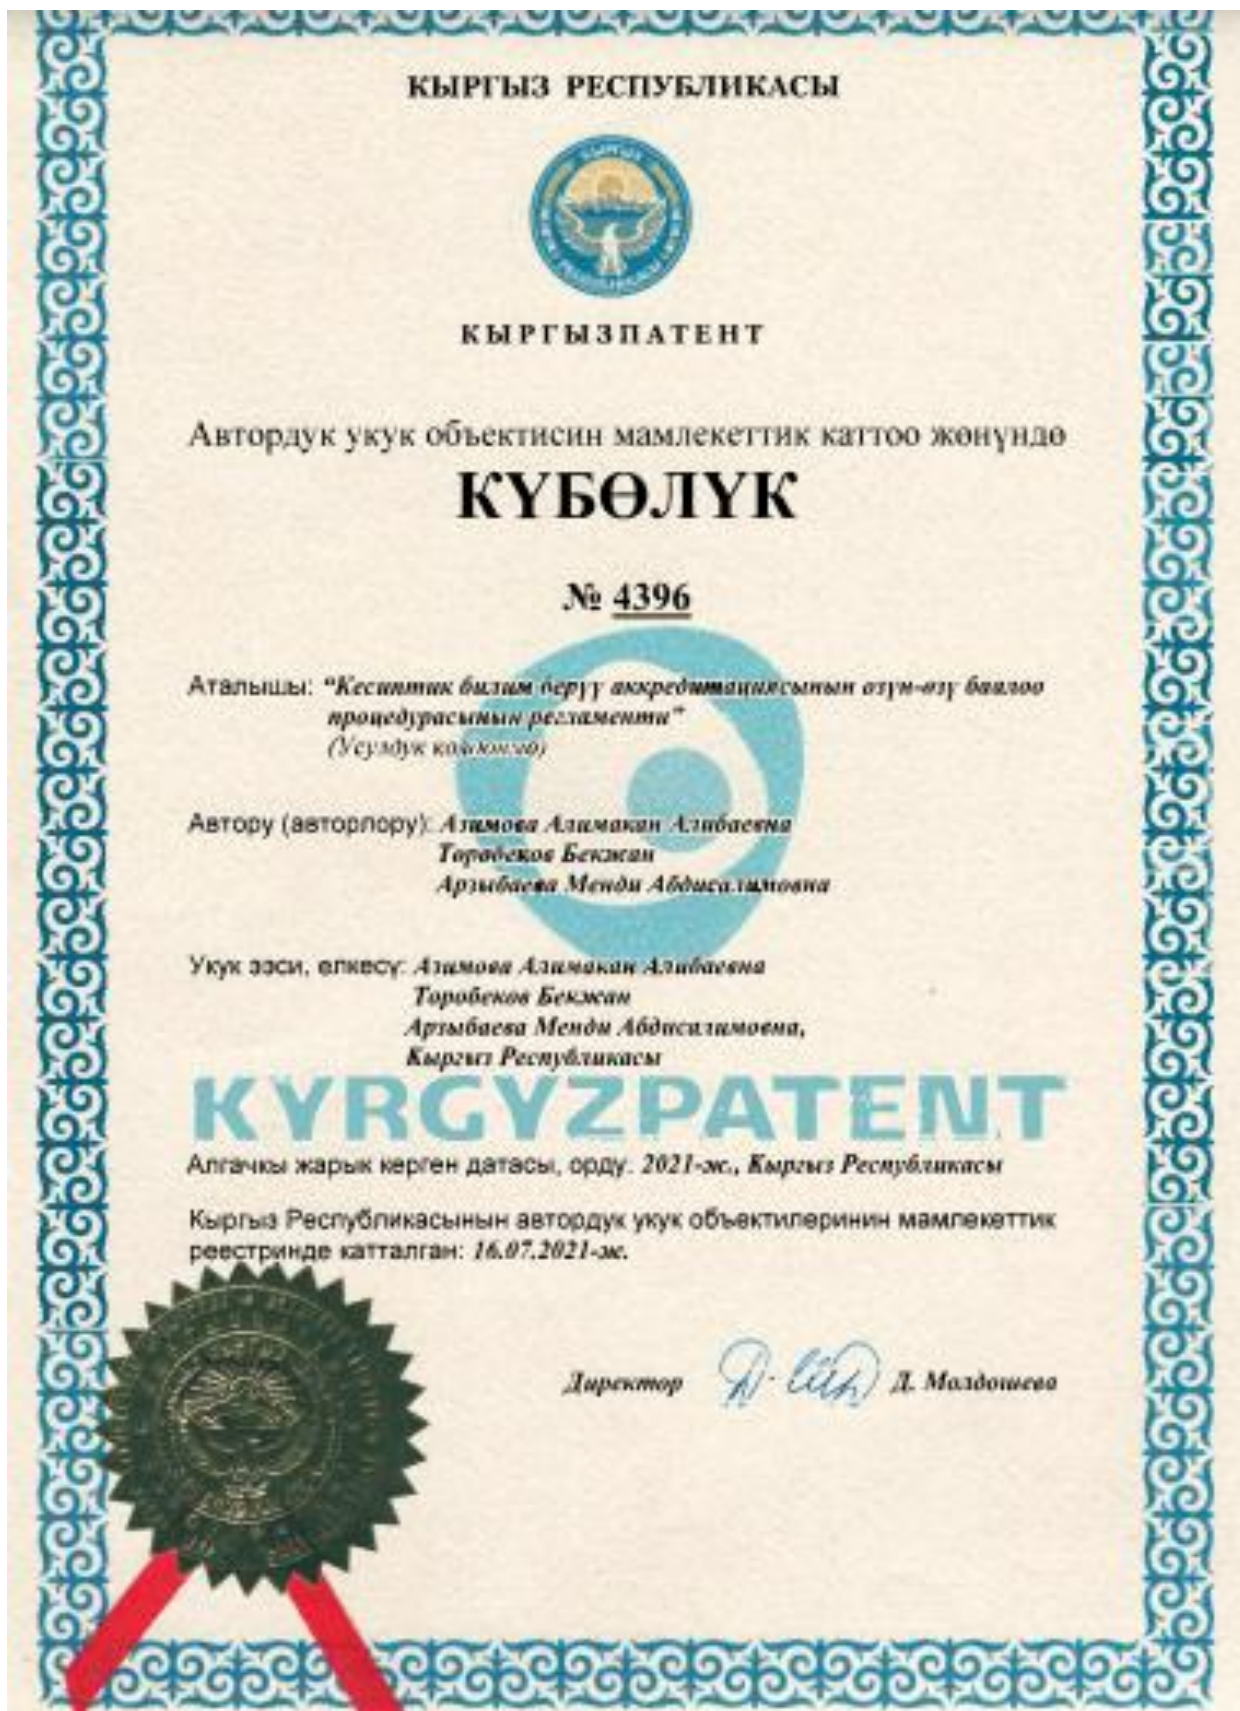 КЫРГЫЗ РЕСПУБЛИКАСЫ
КЫРГЫЗПАТЕНТ
Автордук укук объектисин мамлекеттик каттоо жөнүндө
КҮБӨЛҮК
№ 4396
Аталышы: “Кесиптик билим берүү аккредитациясынын өзүн-өзү баалоо
процедурасынын регламенти”
(Усулдук колдонмо)
Автору (авторлору): Азимова Алимакан Алибаевна
Торобеков Бекжан
Арзыбаева Менди Абдисалимовна
Укук ээси, өлкөсү: Азимова Алимакан Алибаевна
Торобеков Бекжан
Арзыбаева Менди Абдисалимовна,
Кыргыз Республикасы
KYRGYZPATENT
Алгачкы жарык көргөн датасы, орду: 2021-ж., Кыргыз Республикасы
Кыргыз Республикасынын автордук укук объектилеринин мамлекеттик
реестринде катталган: 16.07.2021-ж.
Директор Д. Молдошева